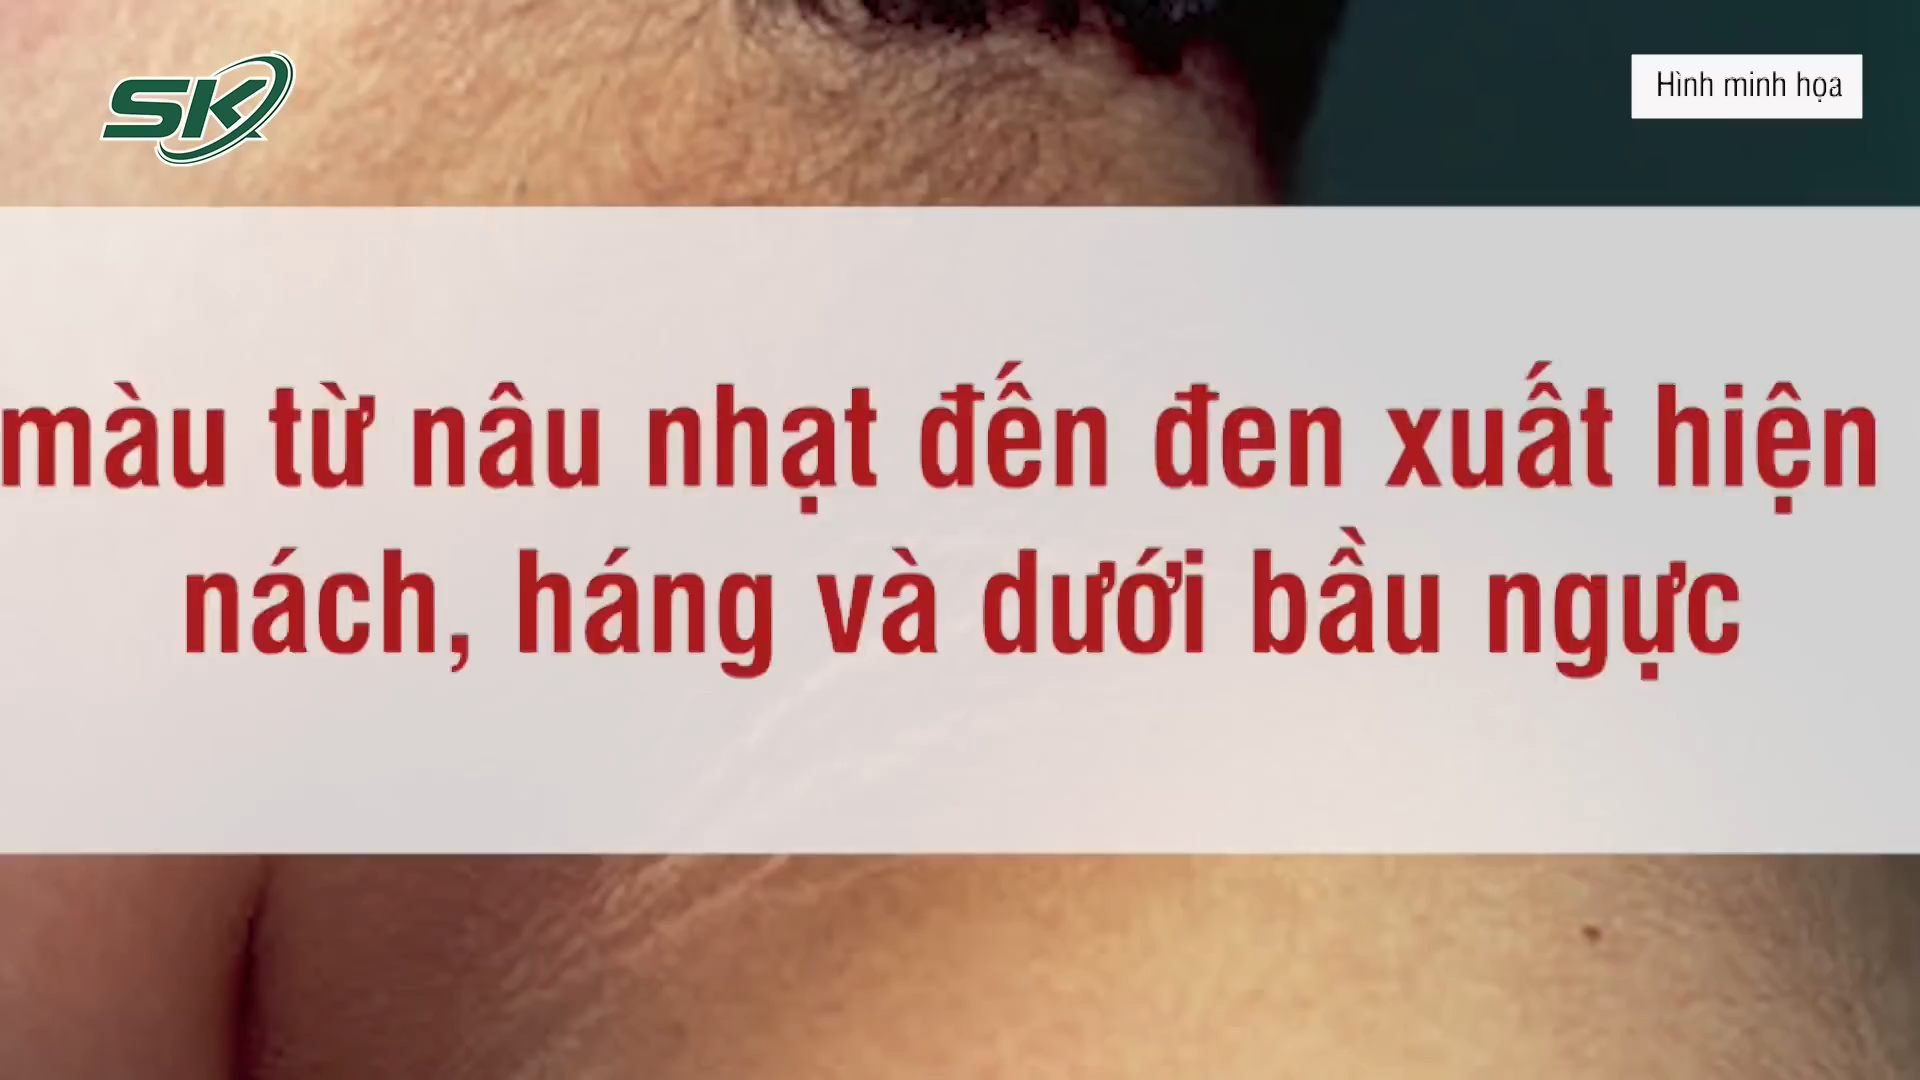 SK
Hình minh họa
màu từ nâu nhạt đến đen xuất hiện
nách, háng và dưới bầu ngực